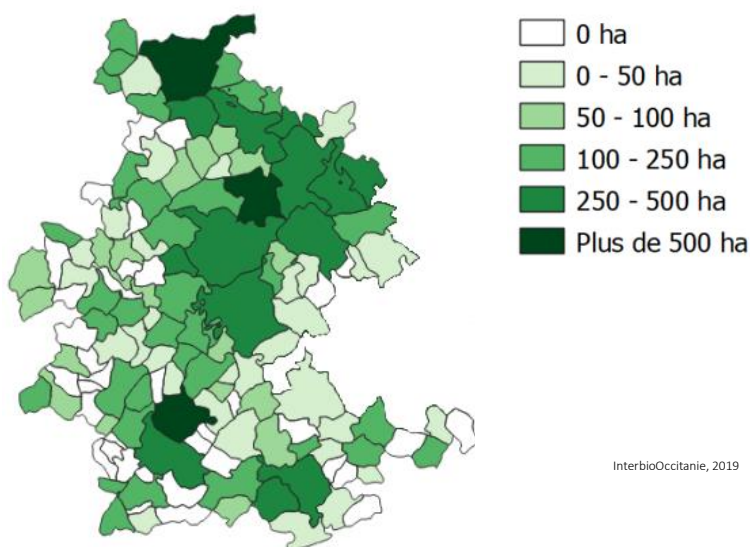 0 ha
0 - 50 ha
50 - 100 ha
100 - 250 ha
250 - 500 ha
Plus de 500 ha
InterbioOccitanie, 2019